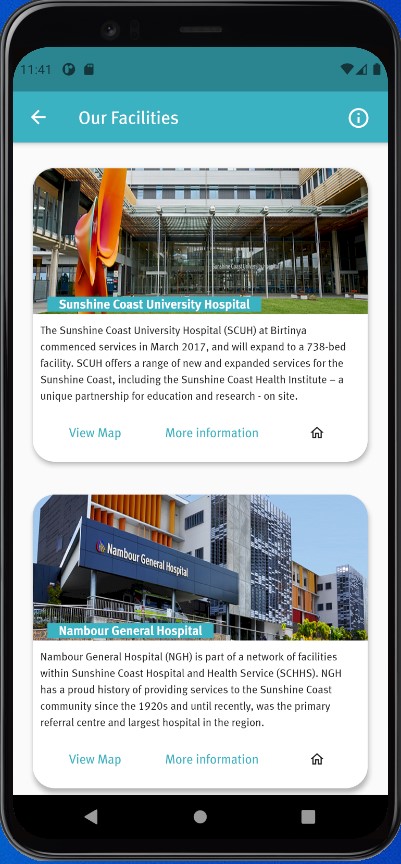 11:41
Our Facilities
Sunshine Coast University Hospital
The Sunshine Coast University Hospital (SCUH) at Birtinya
commenced services in March 2017, and will expand to a 738-bed
facility. SCUH offers a range of new and expanded services for the
Sunshine Coast, including the Sunshine Coast Health Institute – a
unique partnership for education and research - on site.
View Map More information
Nambour General Hospital
Nambour General Hospital
Nambour General Hospital (NGH) is part of a network of facilities
within Sunshine Coast Hospital and Health Service (SCHHS). NGH
has a proud history of providing services to the Sunshine Coast
community since the 1920s and until recently, was the primary
referral centre and largest hospital in the region.
View Map More information